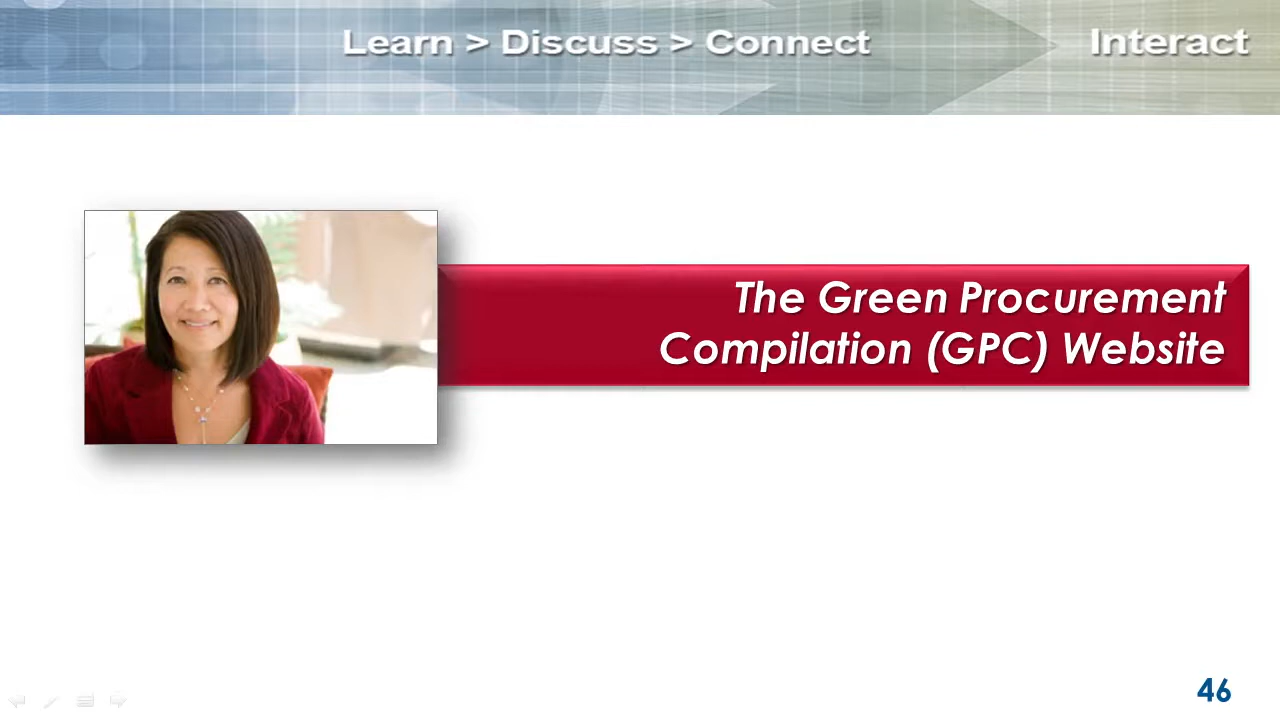 Learn > Discuss > Connect Interact
The Green Procurement
Compilation (GPC) Website
46